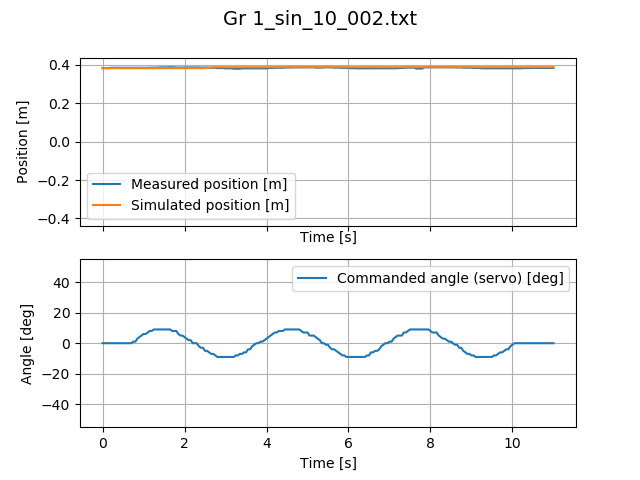 Gr 1_sin_10_002.txt
0.4
0.2
0.0
−0.2
−0.4
Position [m]
Measured position [m]
Simulated position [m]
Time [s]
40
20
0
−20
−40
Angle [deg]
Commanded angle (servo) [deg]
0 2 4 6 8 10
Time [s]